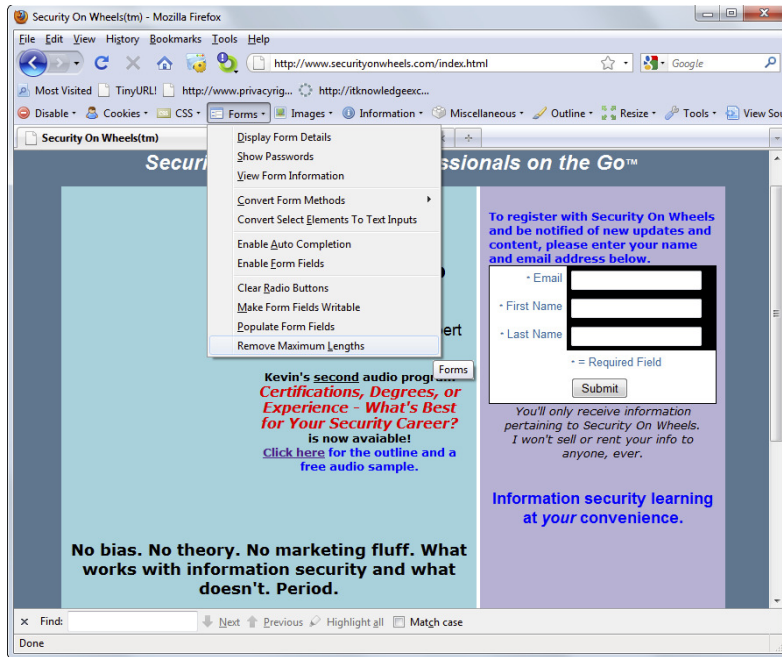 Security On Wheels(tm) - Mozilla Firefox
File Edit View History Bookmarks Tools Help
http://www.securityonwheels.com/index.html
Google
Most Visited TinyURL! http://www.privacyrig... http://itknowledgeexc...
Disable Cookies CSS Forms Images Information Miscellaneous Outline Resize Tools View Sou
Security On Wheels(tm)
Display Form Details
Show Passwords
View Form Information
Convert Form Methods
Convert Select Elements To Text Inputs
Enable Auto Completion
Enable Form Fields
Clear Radio Buttons
Make Form Fields Writable
Populate Form Fields
Remove Maximum Lengths
Forms
Securi ssionals on the Go™
ert
Kevin's second audio program
Certifications, Degrees, or
Experience - What's Best
for Your Security Career?
is now avaiable!
Click here for the outline and a
free audio sample.
No bias. No theory. No marketing fluff. What
works with information security and what
doesn't. Period.
To register with Security On Wheels
and be notified of new updates and
content, please enter your name
and email address below.
* Email
* First Name
* Last Name
* = Required Field
Submit
You'll only receive information
pertaining to Security On Wheels.
I won't sell or rent your info to
anyone, ever.
Information security learning
at your convenience.
× Find: Next Previous Highlight all Match case
Done